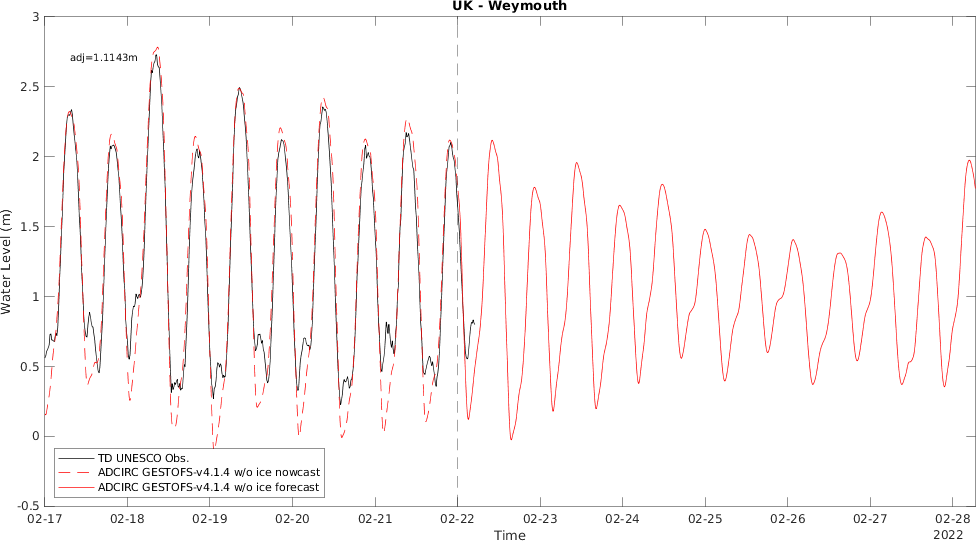 UK - Weymouth
adj=1.1143m
3
2.5
2
1.5
1
0.5
0
-0.5
Water Level (m)
TD UNESCO Obs.
ADCIRC GESTOFS-v4.1.4 w/o ice nowcast
ADCIRC GESTOFS-v4.1.4 w/o ice forecast
02-17 02-18 02-19 02-20 02-21 02-22 02-23 02-24 02-25 02-26 02-27 02-28
Time
2022